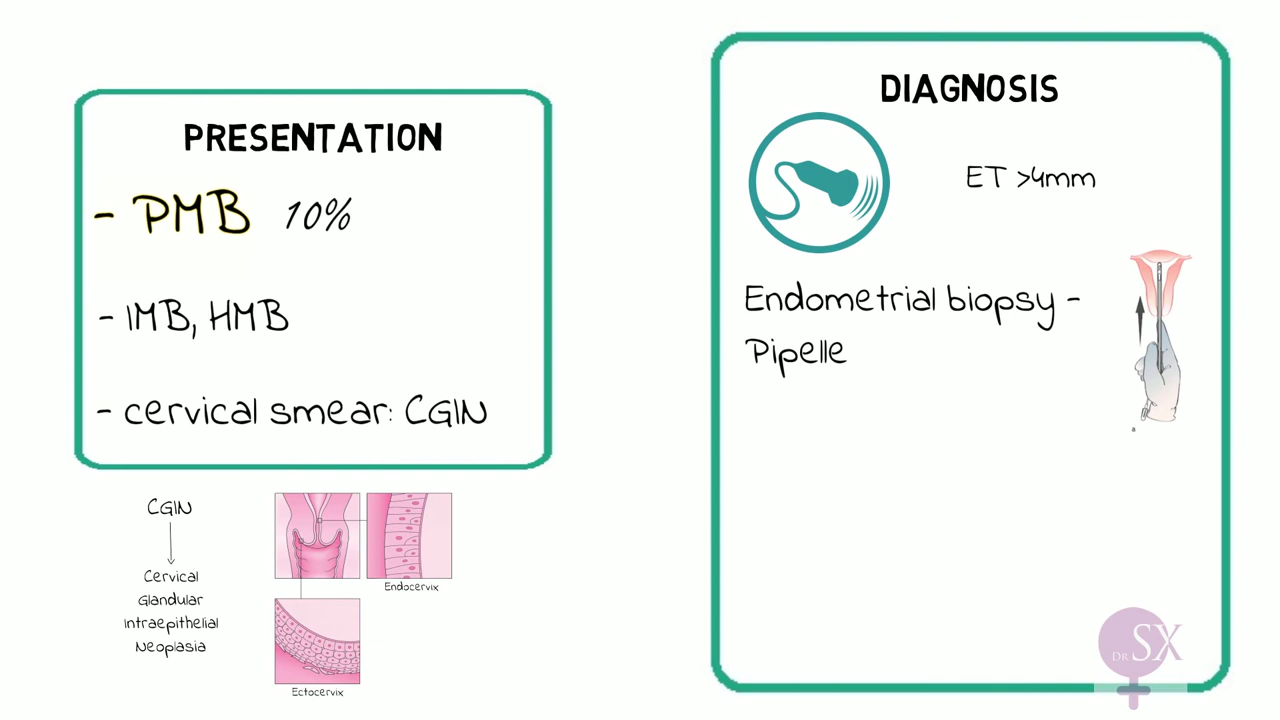 PRESENTATION
- PMB 10%
- IMB, HMB
- cervical smear: CGIN
CGIN
Cervical
Glandular
Intraepithelial
Neoplasia
Endocervix
Ectocervix
DIAGNOSIS
ET >4mm
Endometrial biopsy -
Pipelle
a
DR SX